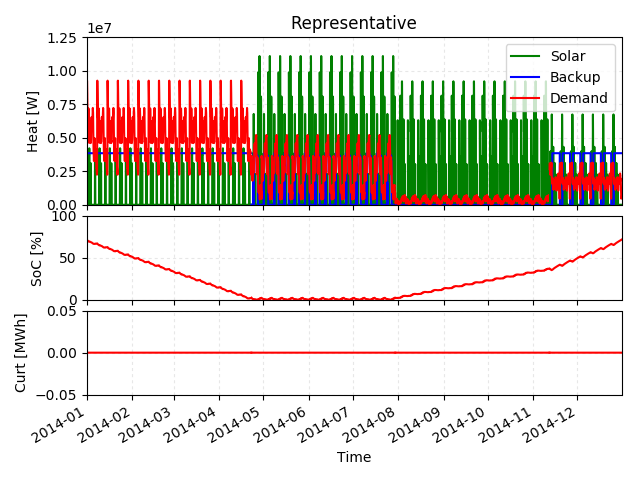 Representative
1e7
1.25
1.00
0.75
0.50
0.25
0.00
Heat [W]
Solar
Backup
Demand
100
50
0
SoC [%]
0.05
0.00
−0.05
Curt [MWh]
2014-01
2014-02
2014-03
2014-04
2014-05
2014-06
2014-07
2014-08
2014-09
2014-10
2014-11
2014-12
Time